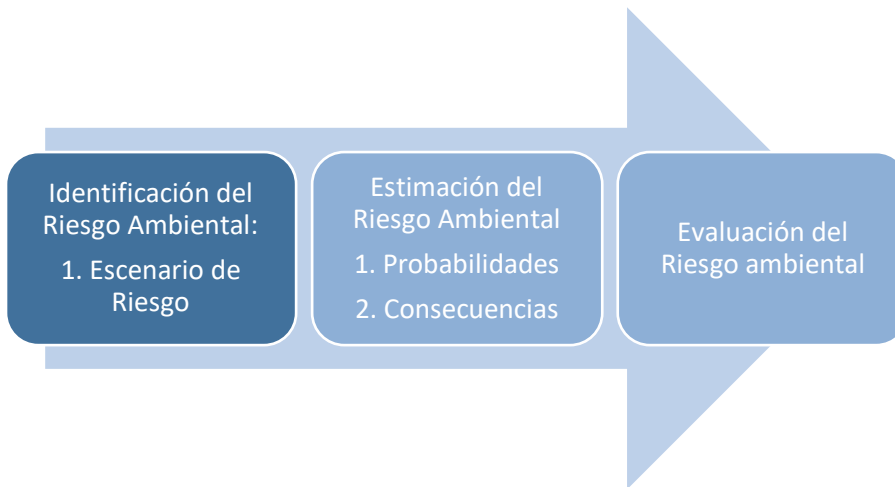 Identificación del
Riesgo Ambiental:
1. Escenario de
Riesgo
Estimación del
Riesgo Ambiental
1. Probabilidades
2. Consecuencias
Evaluación del
Riesgo ambiental